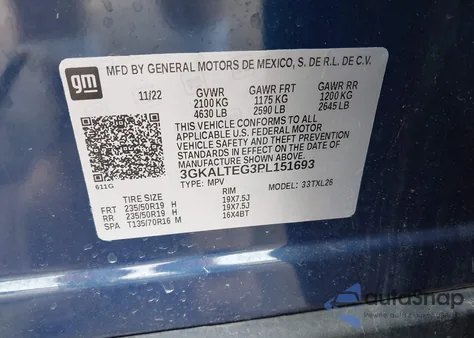 gm
MFD BY GENERAL MOTORS DE MEXICO, S. DE R.L. DE C.V.
11/22 GVWR GAWR FRT GAWR RR
2100 KG 1175 KG 1200 KG
4630 LB 2590 LB 2645 LB
THIS VEHICLE CONFORMS TO ALL
APPLICABLE U.S. FEDERAL MOTOR
VEHICLE SAFETY AND THEFT PREVENTION
STANDARDS IN EFFECT ON THE DATE OF
MANUFACTURE SHOWN ABOVE.
3GKALTEG3PL151693
611G
TYPE: MPV MODEL: 33TXL26
TIRE SIZE RIM
FRT 235/50R19 H 19X7.5J
RR 235/50R19 H 19X7.5J
SPA T135/70R16 M 16X4BT
autoSnap